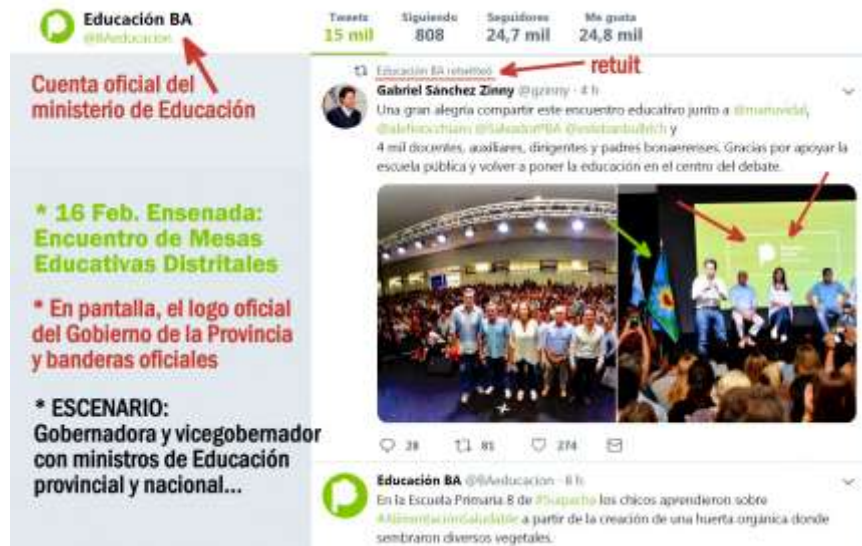 Educación BA
@BAeducacion
Tweets
15 mil
Siguiendo
808
Seguidores
24,7 mil
Me gusta
24,8 mil
Cuenta oficial del
ministerio de Educación
Educación BA retwitteó
retuit
Gabriel Sánchez Zinny @gzinny · 4 h
Una gran alegría compartir este encuentro educativo junto a @mariuvidal,
@SalvadorPBA @estebanbullrich y
4 mil docentes, auxiliares, dirigentes y padres bonaerenses. Gracias por apoyar la
escuela pública y volver a poner la educación en el centro del debate.
* 16 Feb. Ensenada:
Encuentro de Mesas
Educativas Distritales
* En pantalla, el logo oficial
del Gobierno de la Provincia
y banderas oficiales
* ESCENARIO:
Gobernadora y vicegobernador
con ministros de Educación
provincial y nacional...
28
81
274
Educación BA @BAeducacion · 8 h
En la Escuela Primaria 8 de #Suipacha los chicos aprendieron sobre
#AlimentaciónSaludable a partir de la creación de una huerta orgánica donde
sembraron diversos vegetales.